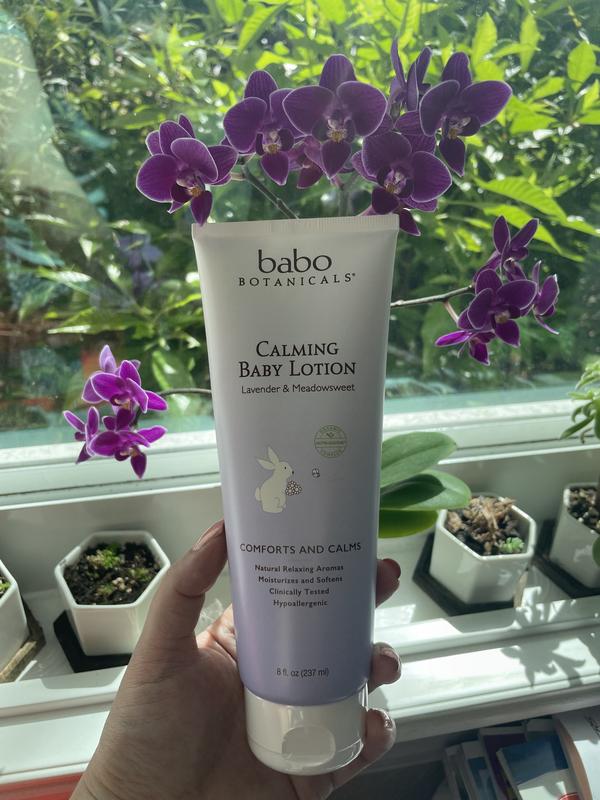 babo
BOTANICALS®
CALMING
BABY LOTION
Lavender & Meadowsweet
COMFORTS AND CALMS
Natural Relaxing Aromas
Moisturizes and Softens
Clinically Tested
Hypoallergenic
8 fl. oz (237 ml)